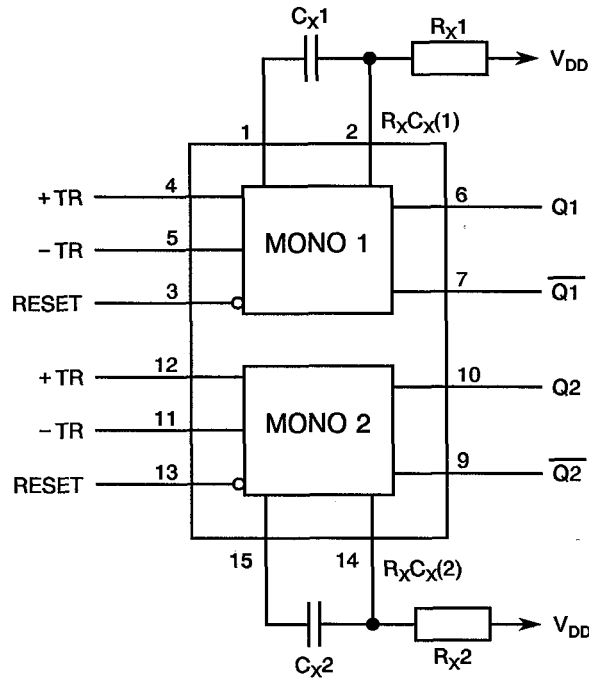 CX1
RX1
VDD
1
2
RXCX(1)
+TR
4
6
Q1
-TR
5
MONO 1
RESET
3
7
Q1
+TR
12
10
Q2
-TR
11
MONO 2
RESET
13
9
Q2
15
14
RXCX(2)
CX2
RX2
VDD